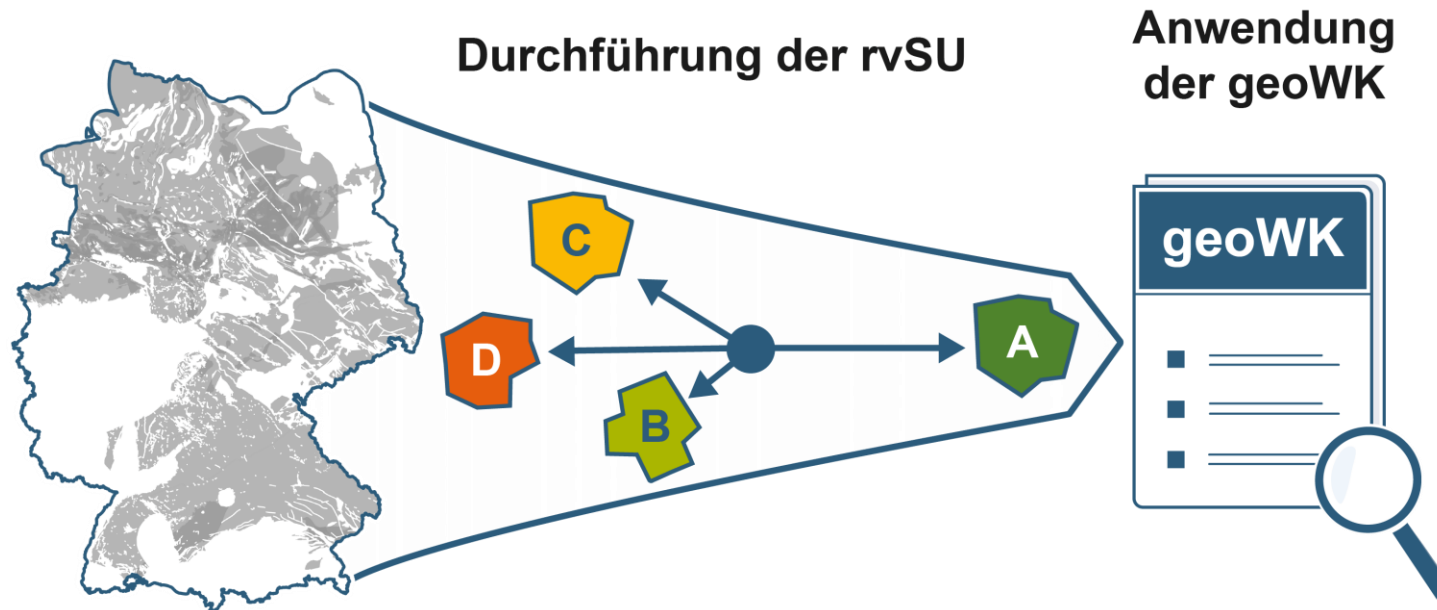 Durchführung der rvSU
Anwendung
der geoWK
C
D
B
A
geoWK